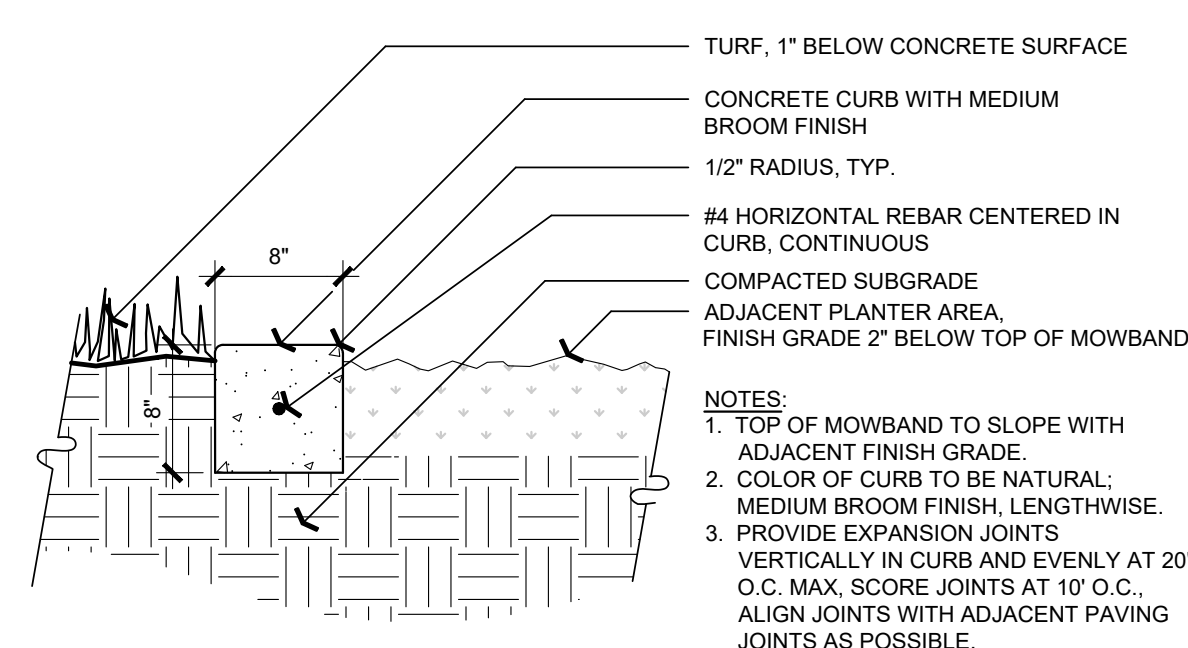 TURF, 1" BELOW CONCRETE SURFACE
CONCRETE CURB WITH MEDIUM
BROOM FINISH
1/2" RADIUS, TYP.
#4 HORIZONTAL REBAR CENTERED IN
CURB, CONTINUOUS
COMPACTED SUBGRADE
ADJACENT PLANTER AREA,
FINISH GRADE 2" BELOW TOP OF MOWBAND
8"
8"
NOTES:
1. TOP OF MOWBAND TO SLOPE WITH
ADJACENT FINISH GRADE.
2. COLOR OF CURB TO BE NATURAL;
MEDIUM BROOM FINISH, LENGTHWISE.
3. PROVIDE EXPANSION JOINTS
VERTICALLY IN CURB AND EVENLY AT 20'
O.C. MAX, SCORE JOINTS AT 10' O.C.,
ALIGN JOINTS WITH ADJACENT PAVING
JOINTS AS POSSIBLE.